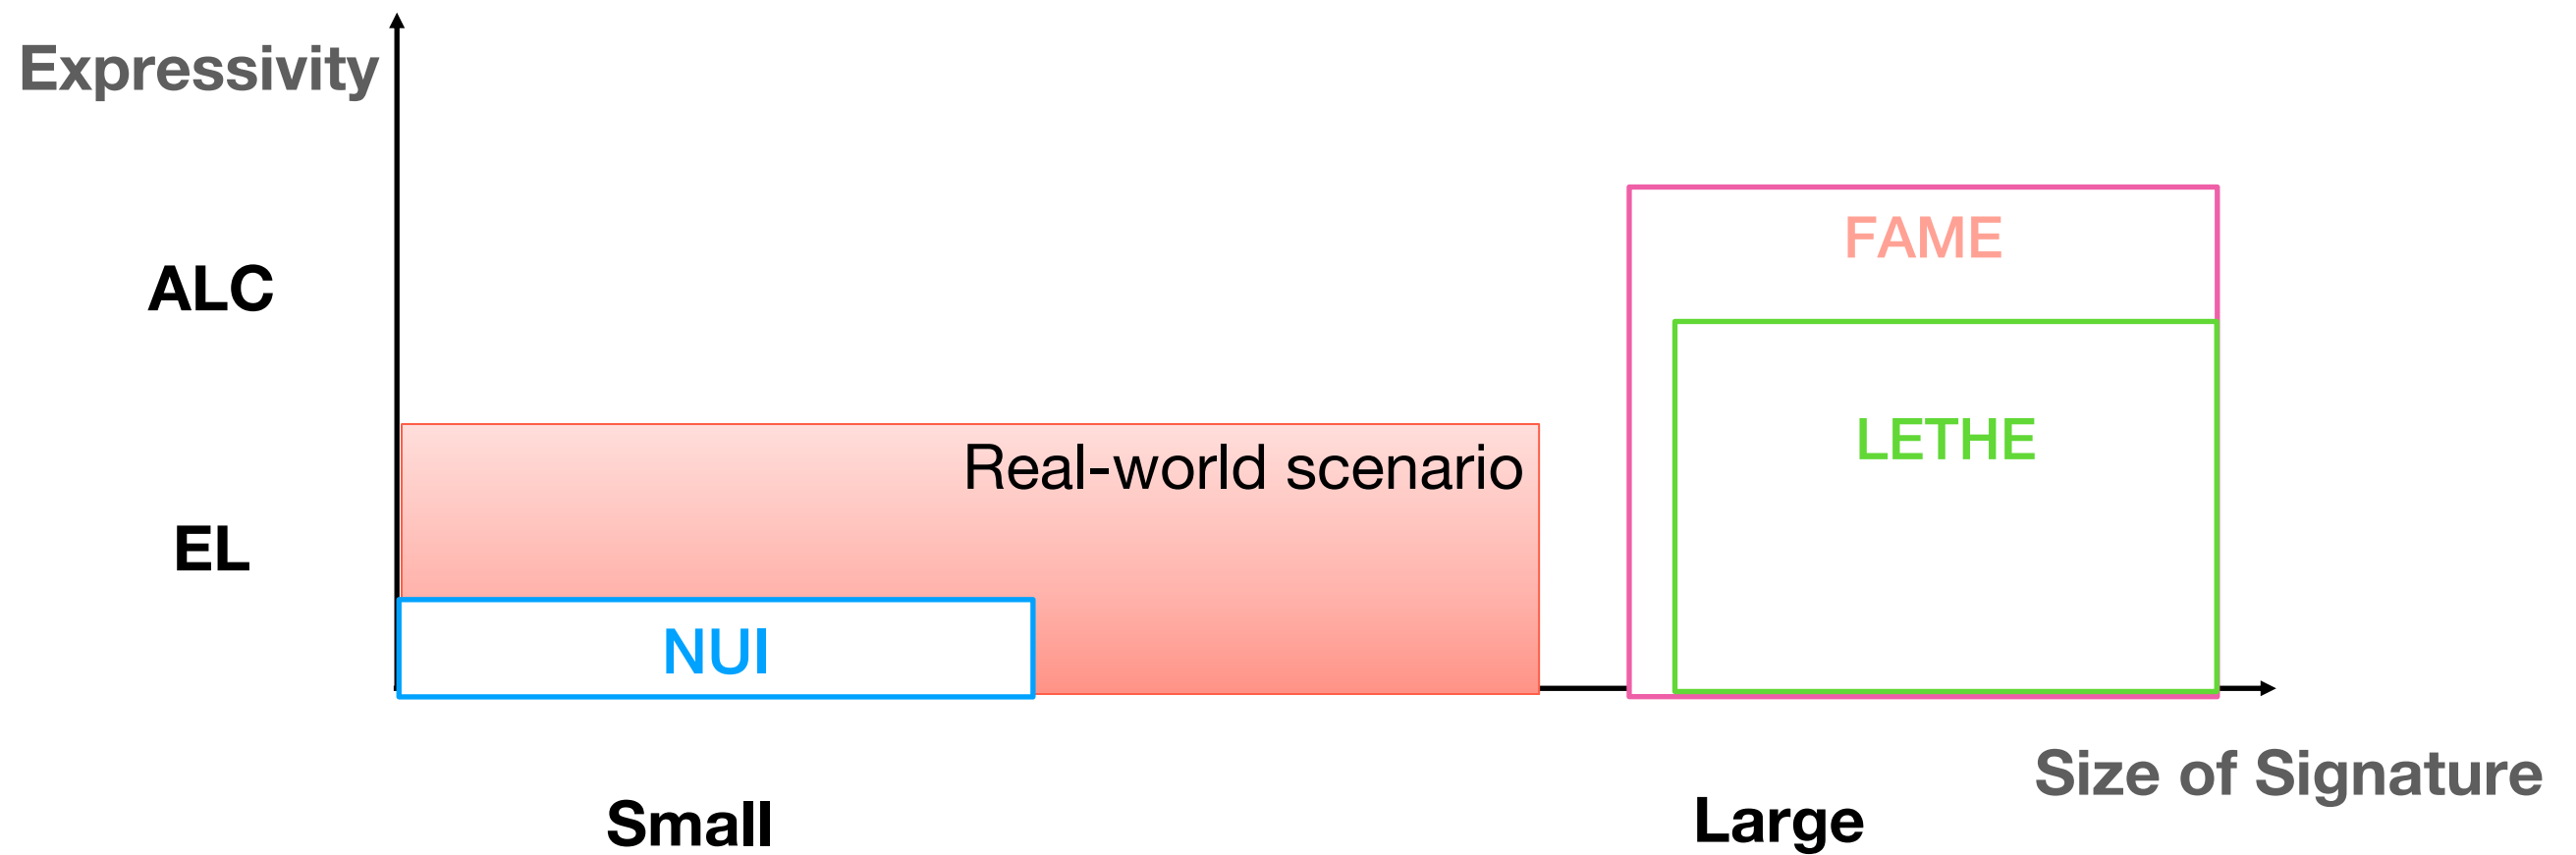 Expressivity
FAME
ALC
LETHE
Real-world scenario
EL
NUI
Size of Signature
Small
Large